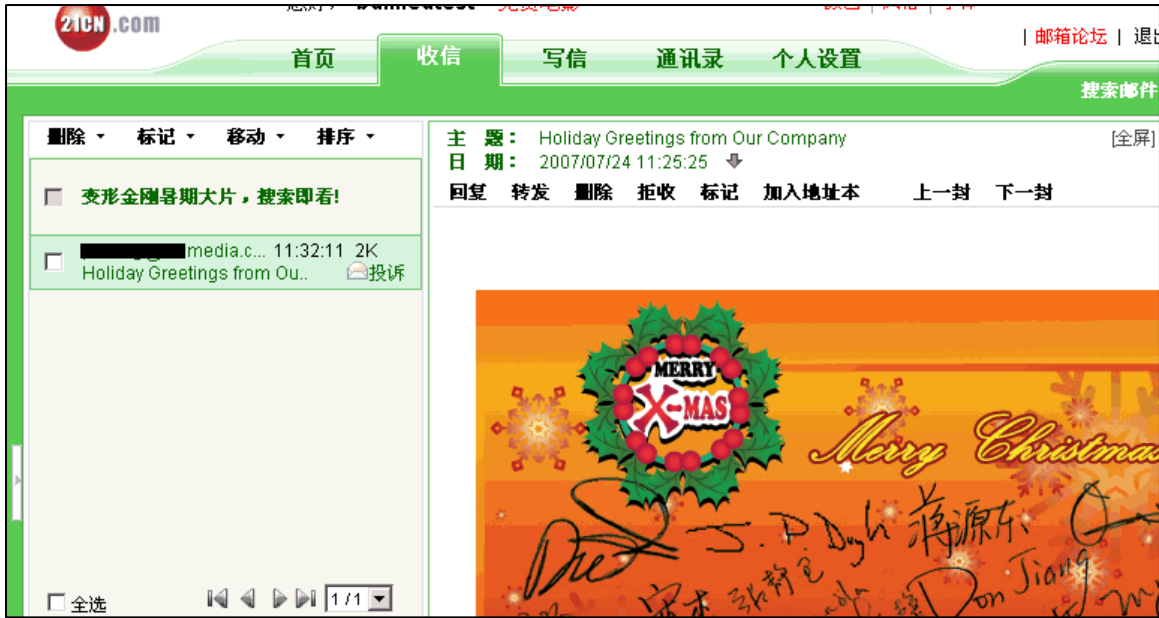 21CN.com
| 邮箱论坛 |
首页 收信 写信 通讯录 个人设置
搜索邮件
删除 标记 移动 排序
变形金刚暑期大片，搜索即看!
media.c... 11:32:11 2K
Holiday Greetings from Ou.. 投诉
全选
1 / 1
主 题： Holiday Greetings from Our Company
[全屏]
日 期： 2007/07/24 11:25:25
回复 转发 删除 拒收 标记 加入地址本 上一封 下一封
MERRY
X-MAS
Merry Christmas
J. P. Dogh 蒋源东
Don Jiang